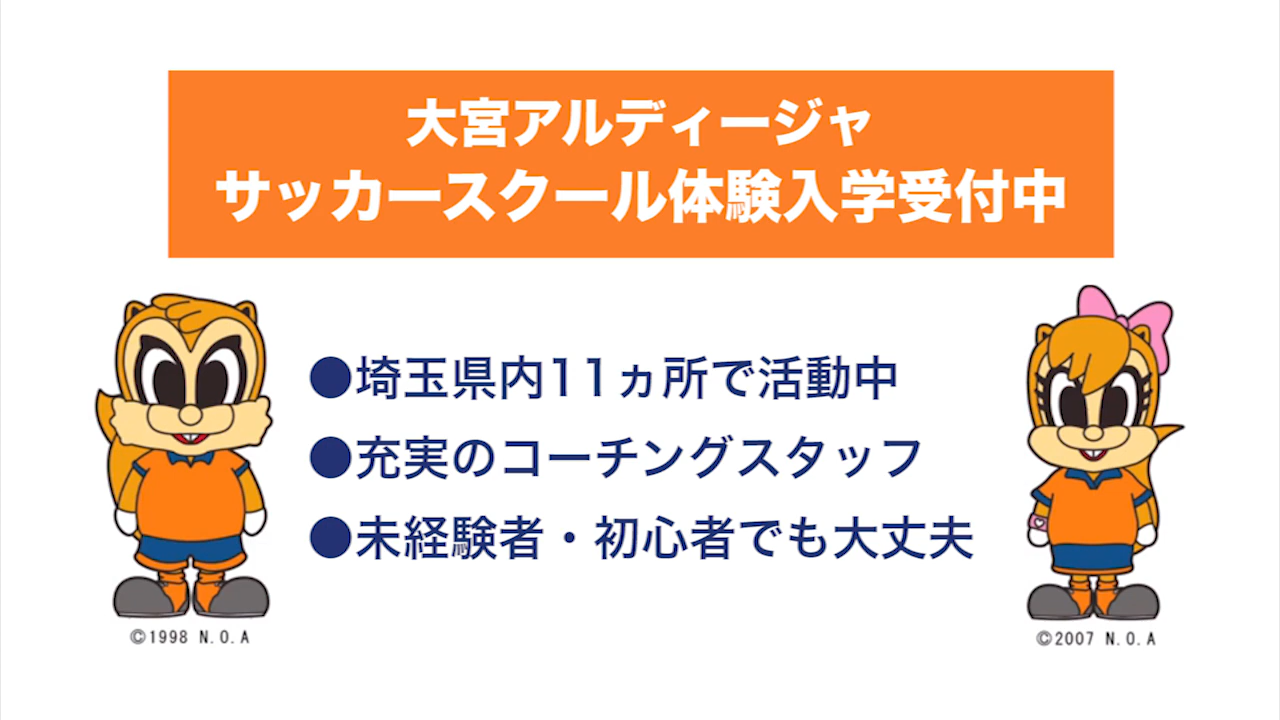 大宮アルディージャ
サッカースクール体験入学受付中
●埼玉県内11ヵ所で活動中
●充実のコーチングスタッフ
●未経験者・初心者でも大丈夫
©1998 N.O.A
©2007 N.O.A